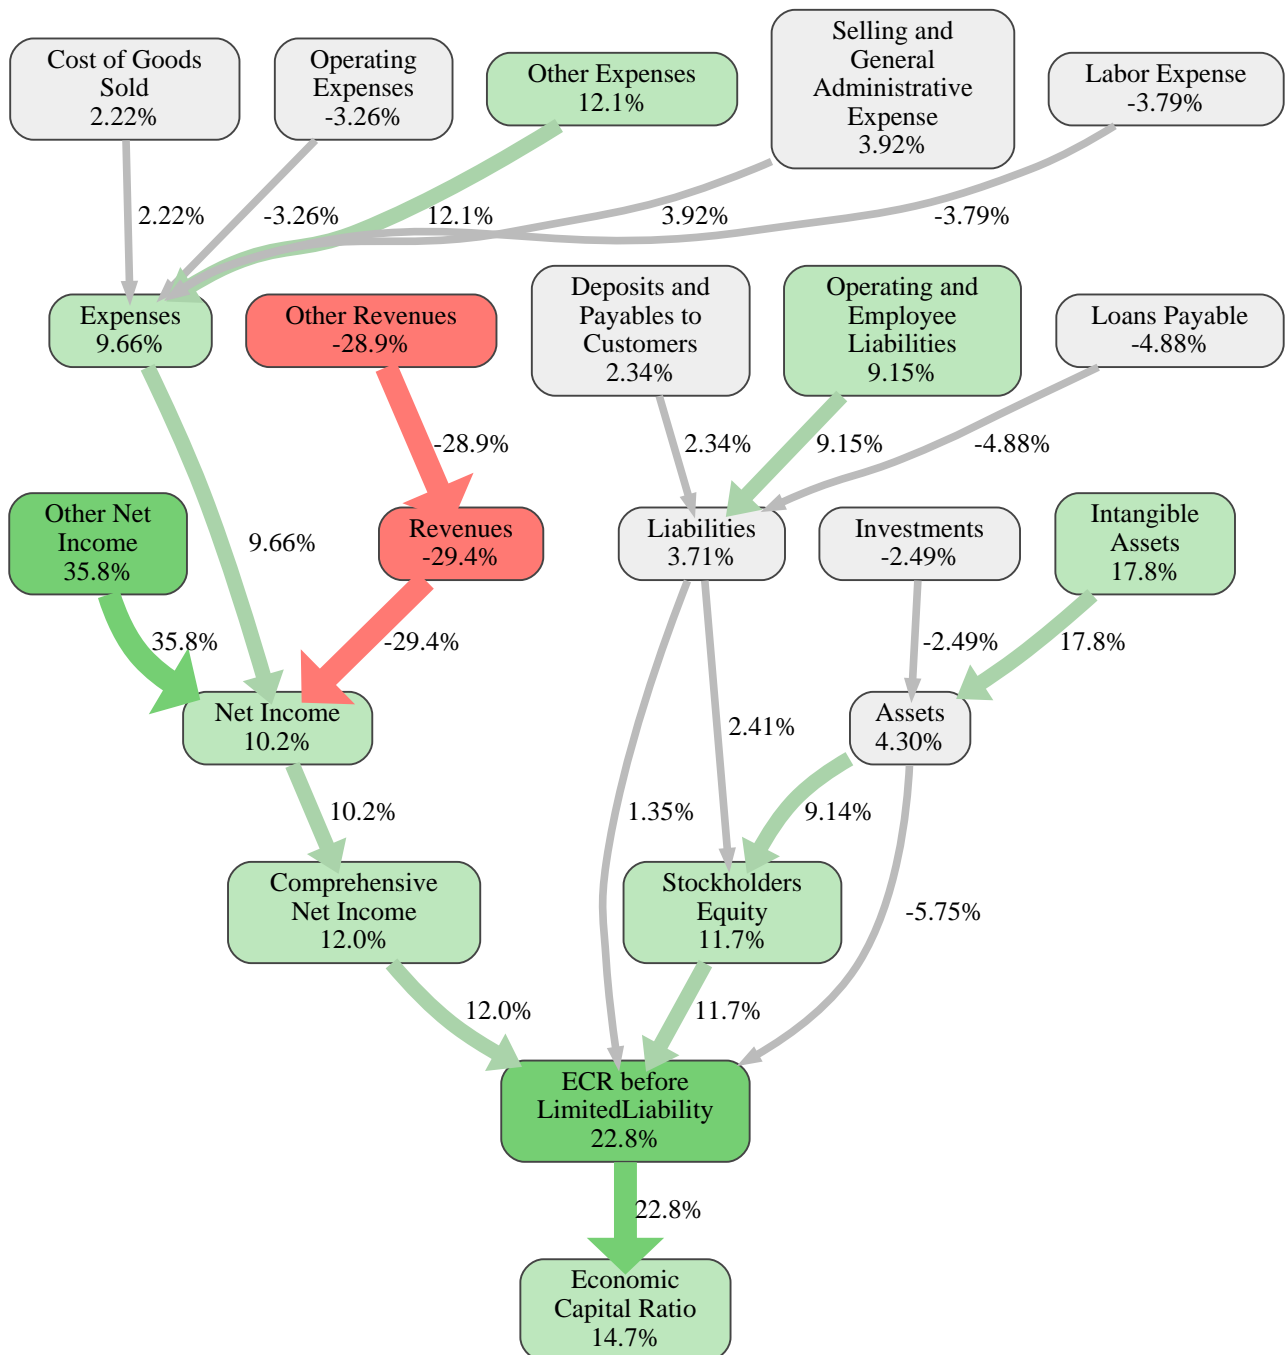 Cost of Goods
Sold
2.22%
Operating
Expenses
-3.26%
Other Expenses
12.1%
Selling and
General
Administrative
Expense
3.92%
Labor Expense
-3.79%
2.22%
-3.26%
12.1%
3.92%
-3.79%
Expenses
9.66%
Other Revenues
-28.9%
Deposits and
Payables to
Customers
2.34%
Operating and
Employee
Liabilities
9.15%
Loans Payable
-4.88%
-28.9%
2.34%
9.15%
-4.88%
Other Net
Income
35.8%
9.66%
Revenues
-29.4%
Liabilities
3.71%
Investments
-2.49%
Intangible
Assets
17.8%
35.8%
-29.4%
-2.49%
17.8%
Net Income
10.2%
2.41%
Assets
4.30%
10.2%
1.35%
9.14%
Comprehensive
Net Income
12.0%
Stockholders
Equity
11.7%
-5.75%
12.0%
11.7%
ECR before
LimitedLiability
22.8%
22.8%
Economic
Capital Ratio
14.7%